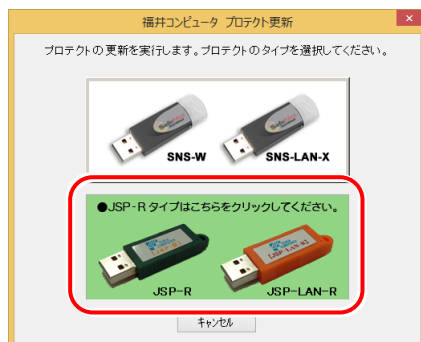 福井コンピュータ プロテクト更新
×
プロテクトの更新を実行します。プロテクトのタイプを選択してください。
SNS-W
SNS-LAN-X
●JSP-Rタイプはこちらをクリックしてください。
JSP-R
JSP-LAN-R
キャンセル